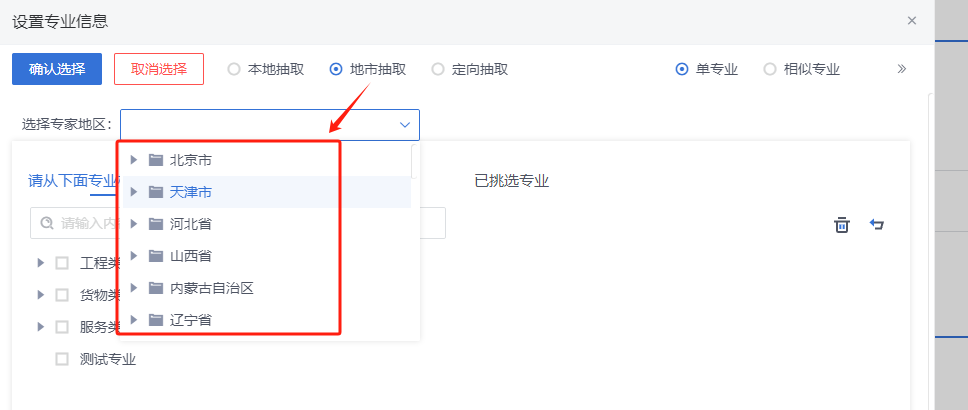 设置专业信息
确认选择 取消选择 本地抽取 地市抽取 定向抽取 单专业 相似专业
选择专家地区:
北京市
请从下面专业 已挑选专业
天津市
请输入内
河北省
山西省
工程类
内蒙古自治区
货物类
辽宁省
服务类
测试专业